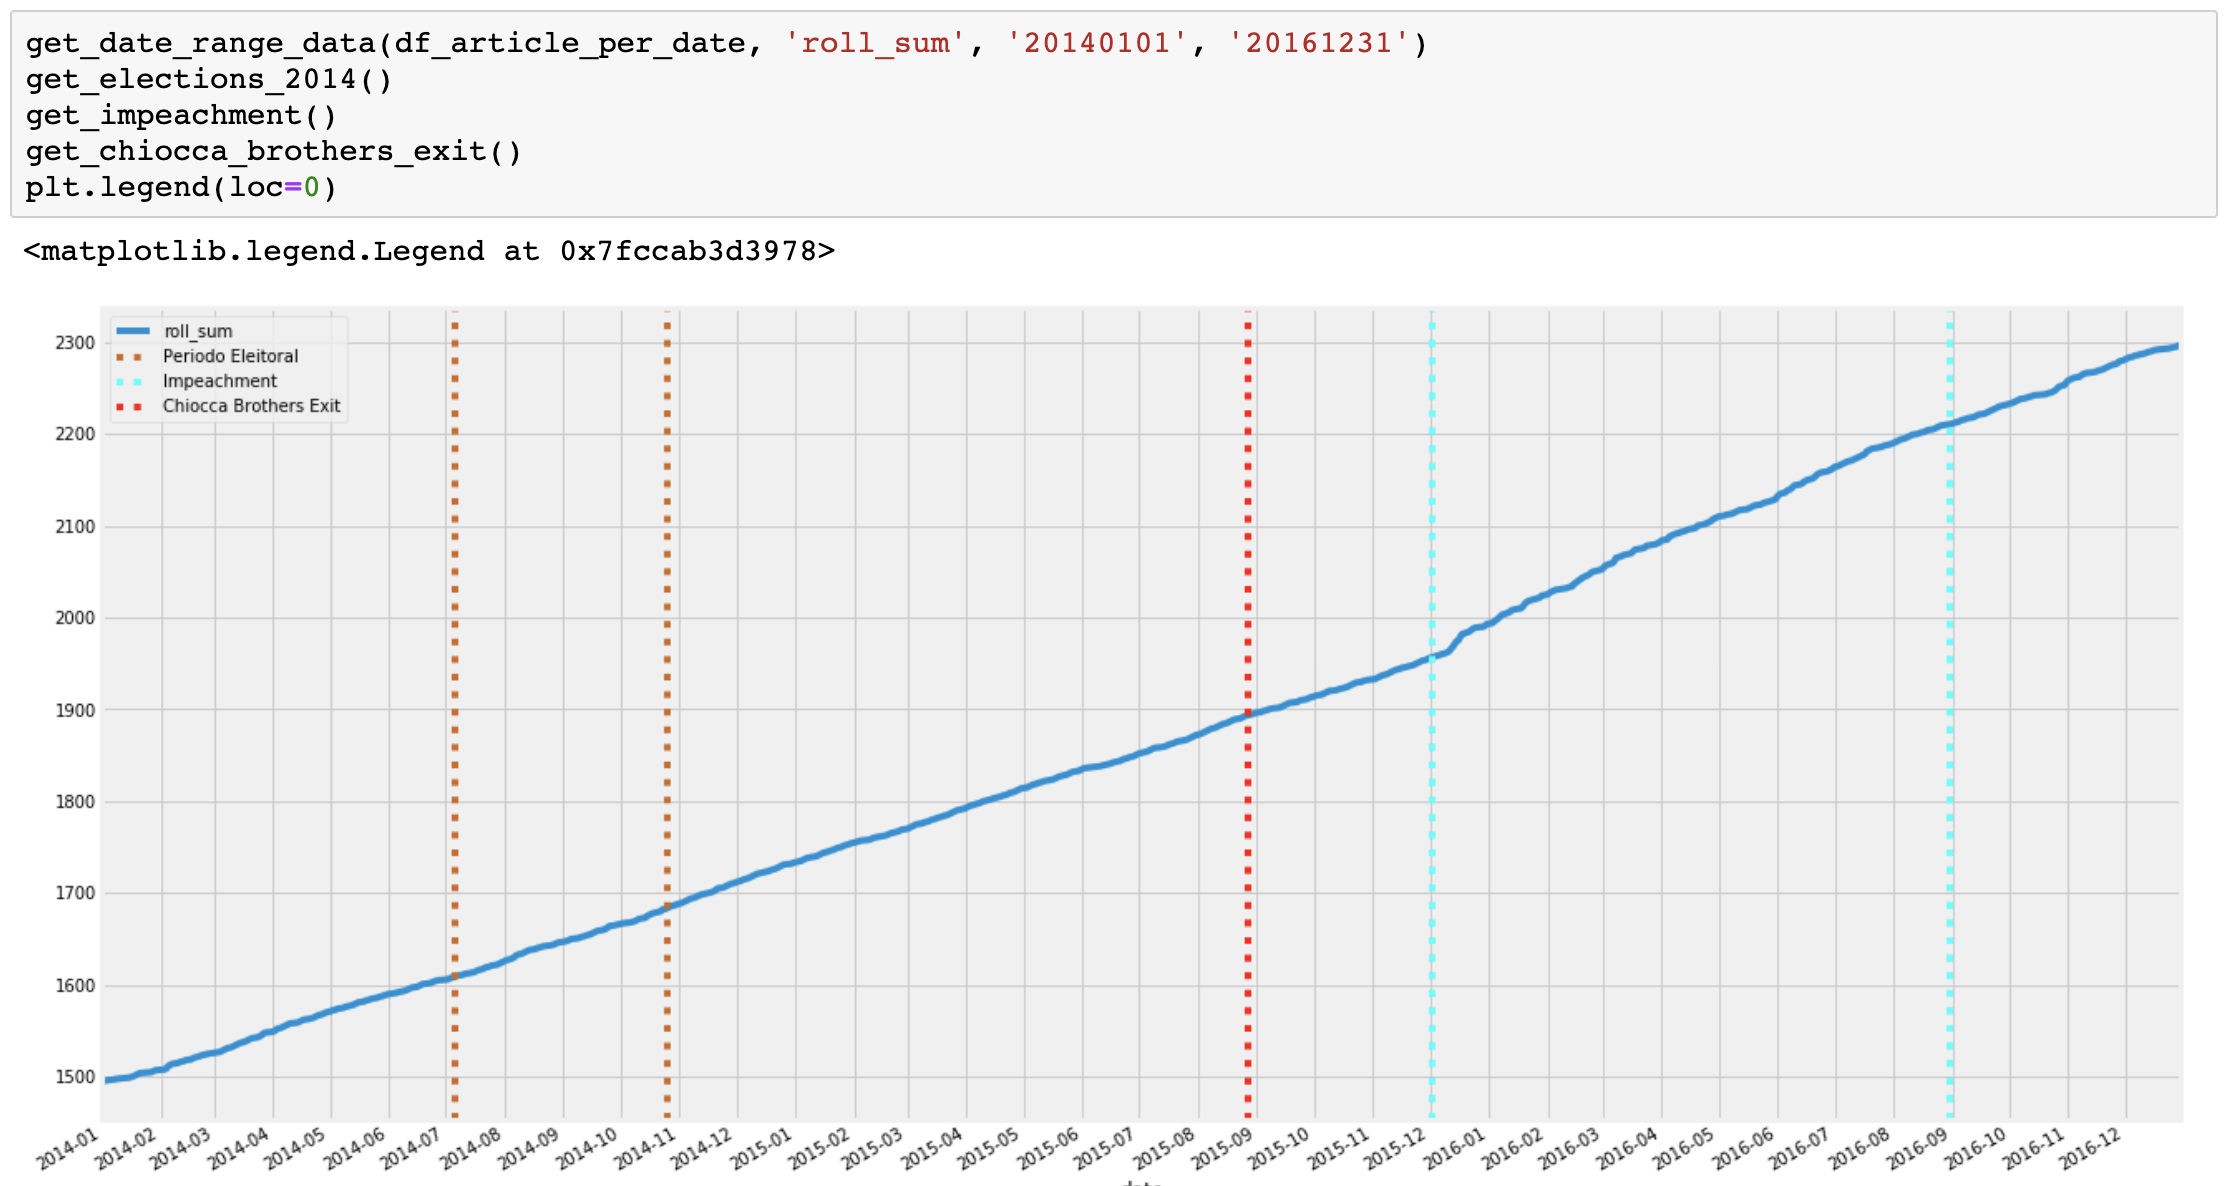 get_date_range_data(df_article_per_date, 'roll_sum', '20140101', '20161231')
get_elections_2014()
get_impeachment()
get_chiocca_brothers_exit()
plt.legend(loc=0)
<matplotlib.legend.Legend at 0x7fccab3d3978>
roll_sum
Periodo Eleitoral
Impeachment
Chiocca Brothers Exit
2300
2200
2100
2000
1900
1800
1700
1600
1500
2014-01 2014-02 2014-03 2014-04 2014-05 2014-06 2014-07 2014-08 2014-09 2014-10 2014-11 2014-12 2015-01 2015-02 2015-03 2015-04 2015-05 2015-06 2015-07 2015-08 2015-09 2015-10 2015-11 2015-12 2016-01 2016-02 2016-03 2016-04 2016-05 2016-06 2016-07 2016-08 2016-09 2016-10 2016-11 2016-12